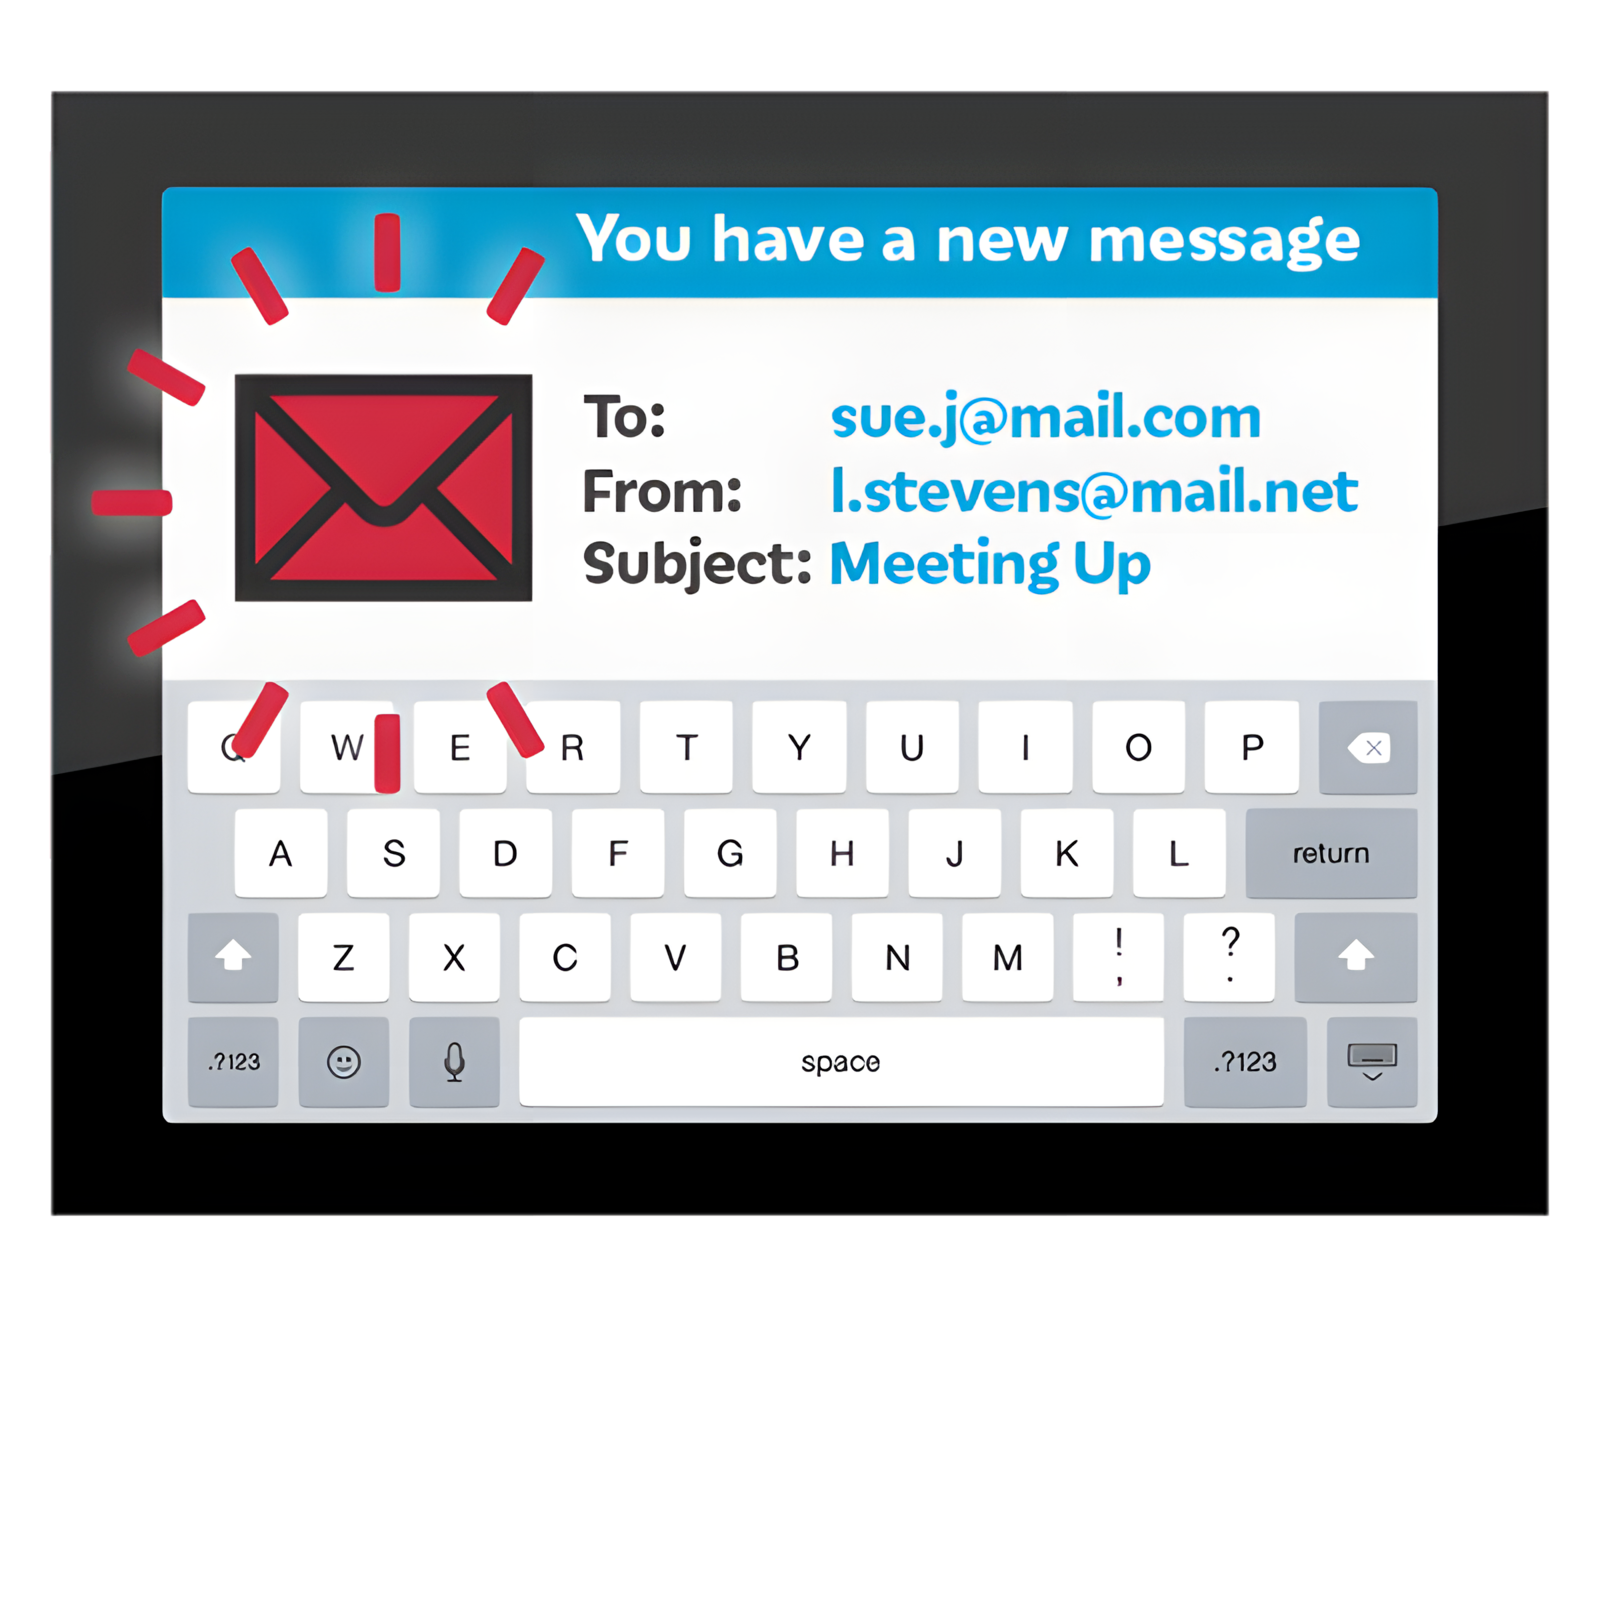 You have a new message
To: sue.j@mail.com
From: l.stevens@mail.net
Subject: Meeting Up
Q W E R T Y U I O P
A S D F G H J K L return
Z X C V B N M ! , ? .
.?123 space .?123